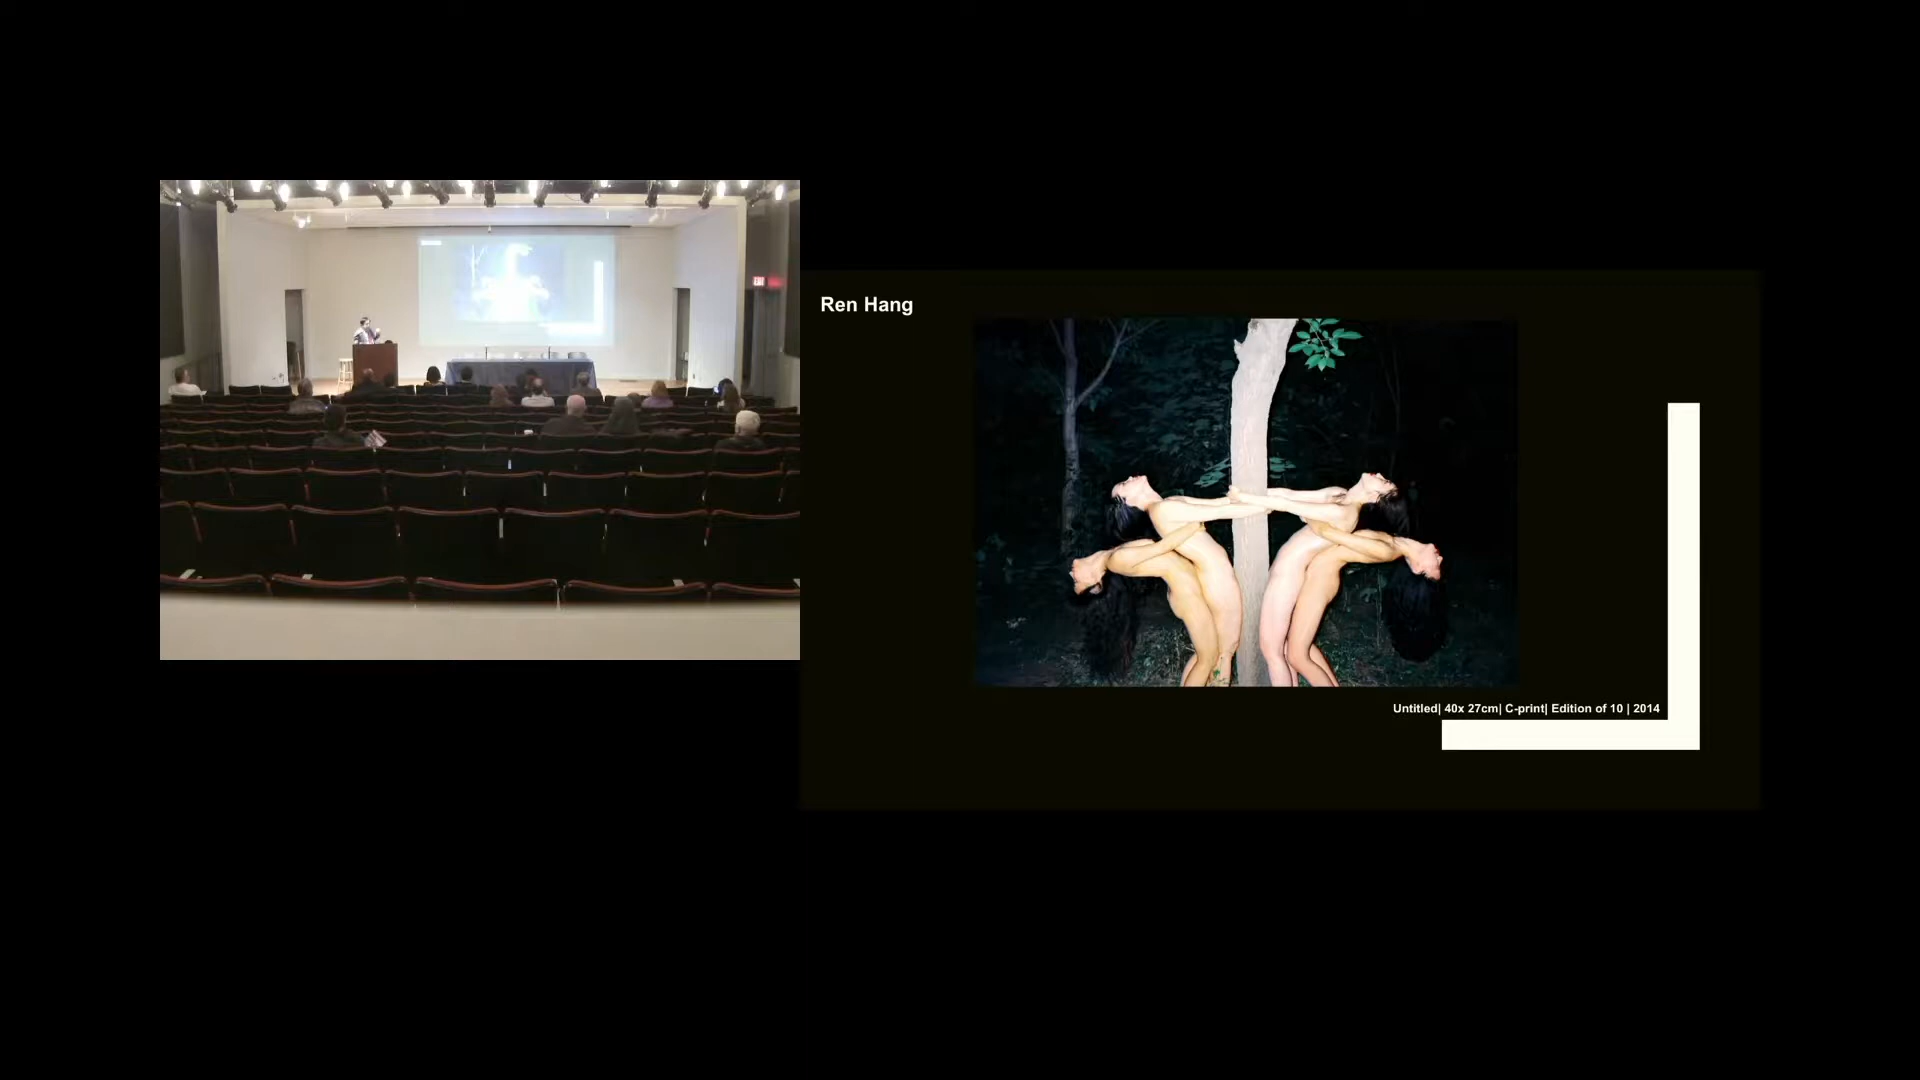 Ren Hang
Untitled| 40x 27cm| C-print| Edition of 10 | 2014